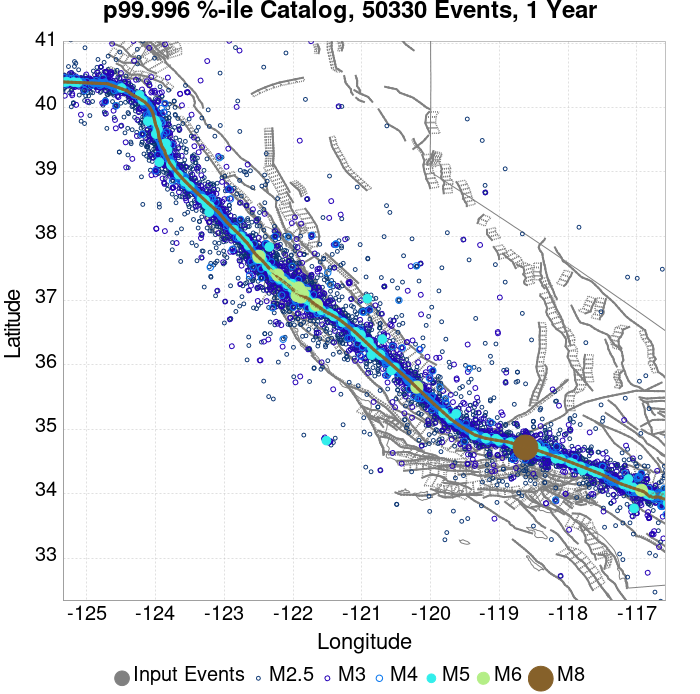 p99.996 %-ile Catalog, 50330 Events, 1 Year
41
40
39
38
37
36
35
34
33
Latitude
-125 -124 -123 -122 -121 -120 -119 -118 -117
Longitude
Input Events M2.5 M3 M4 M5 M6 M8